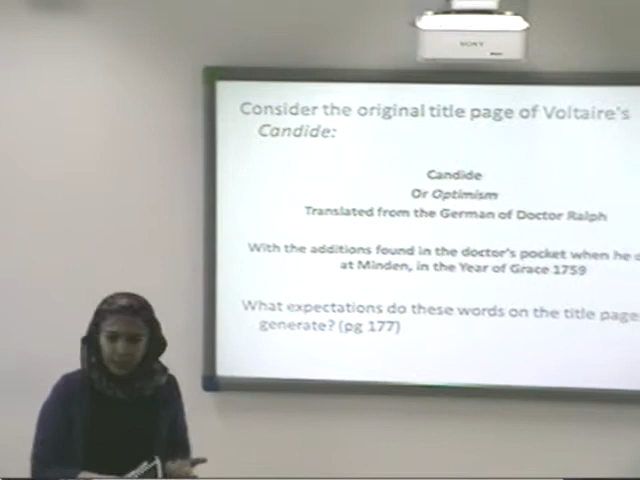 SONY
Consider the original title page of Voltaire's
Candide:
Candide
Or Optimism
Translated from the German of Doctor Ralph
With the additions found in the doctor's pocket when he
at Minden, in the Year of Grace 1759
What expectations do these words on the title page
generate? (pg 177)